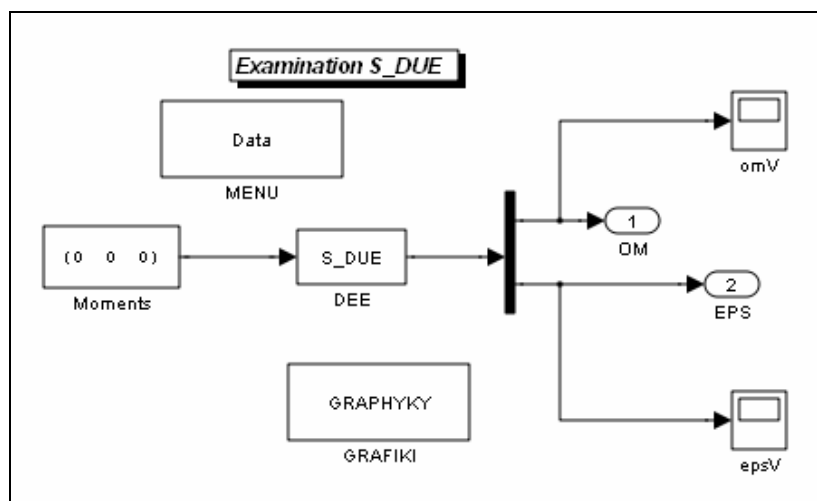 Examination S_DUE
Data
MENU
omV
1
OM
(0 0 0)
Moments
S_DUE
DEE
2
EPS
GRAPHYKY
GRAFIKI
epsV